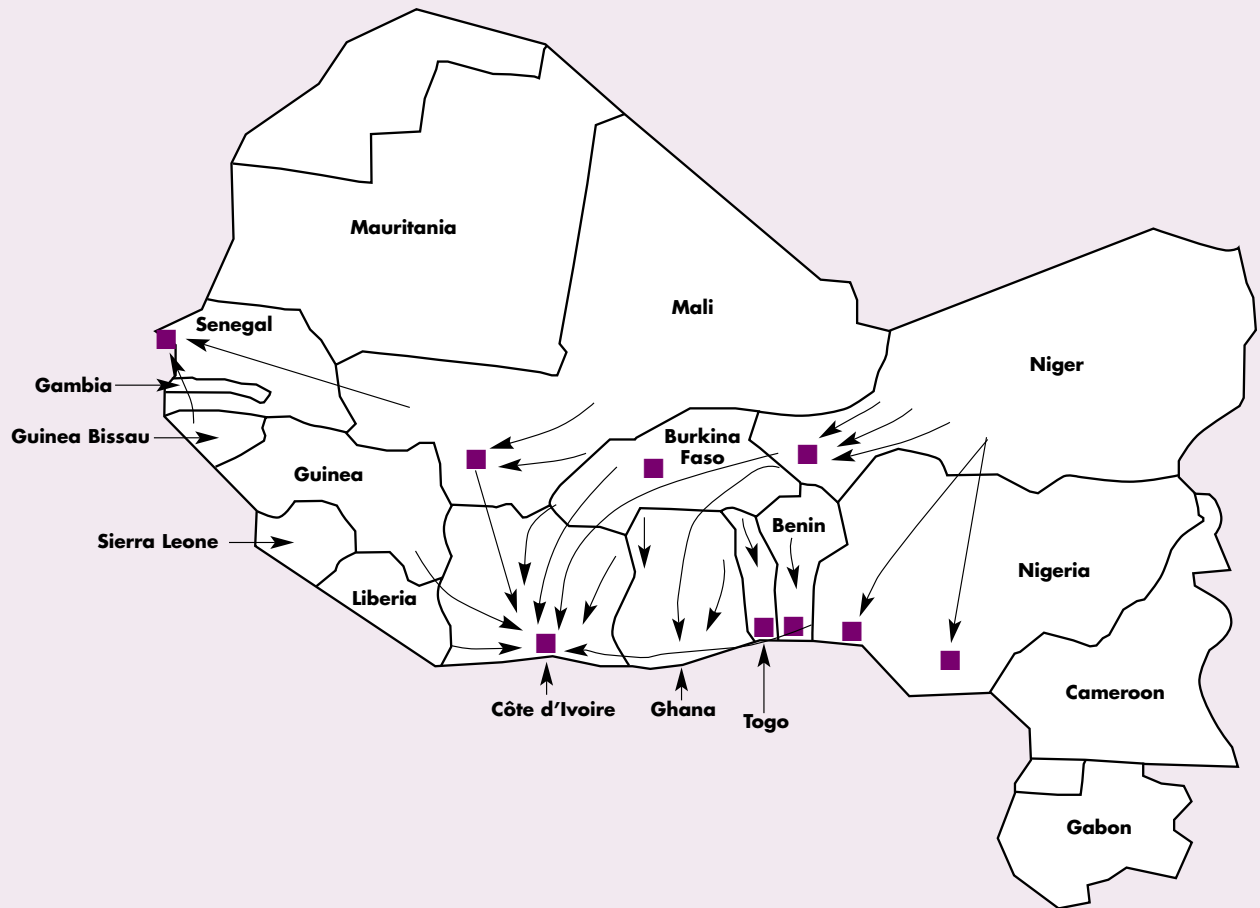 Mauritania
Mali
Senegal
Niger
Gambia
Guinea Bissau
Burkina
Faso
Guinea
Benin
Sierra Leone
Nigeria
Liberia
Cameroon
Côte d'Ivoire
Ghana
Togo
Gabon